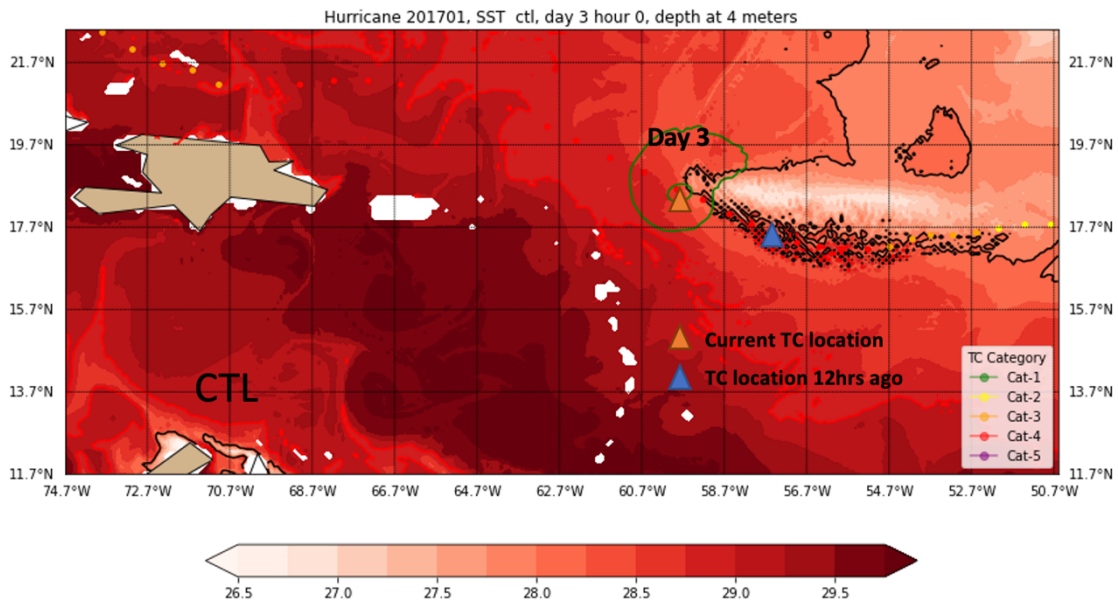 Hurricane 201701, SST  ctl, day 3 hour 0, depth at 4 meters
21.7°N
21.7°N
Day 3
19.7°N
19.7°N
17.7°N
17.7°N
15.7°N
15.7°N
Current TC location
TC Category
TC location 12hrs ago
Cat-1
CTL
13.7°N
13.7°N
Cat-2
Cat-3
Cat-4
Cat-5
11.7°N
11.7°N
74.7°W 72.7°W 70.7°W 68.7°W 66.7°W 64.7°W 62.7°W 60.7°W 58.7°W 56.7°W 54.7°W 52.7°W 50.7°W
26.5 27.0 27.5 28.0 28.5 29.0 29.5